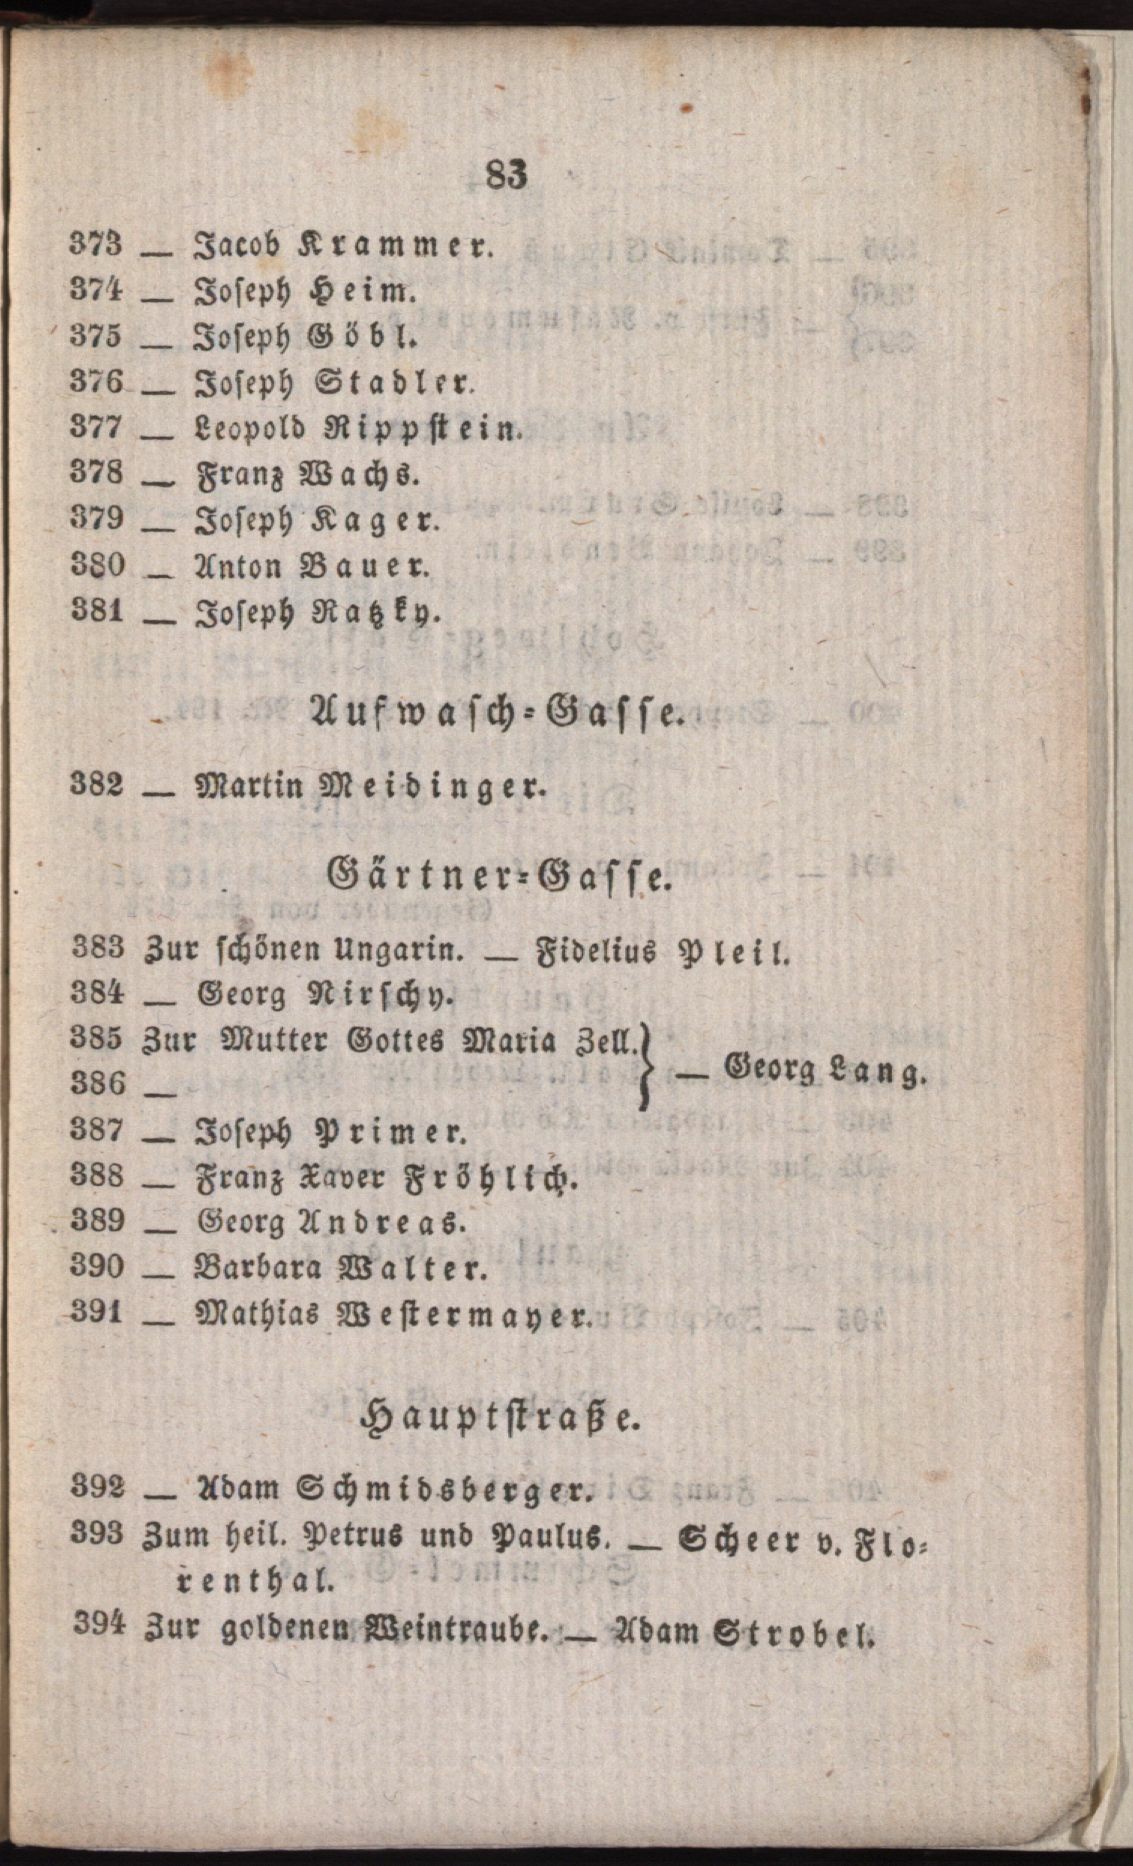 83
373 — Jacob Krammer.
374 — Joseph Heim.
375 — Joseph Göbl.
376 — Joseph Stadler.
377 — Leopold Rippstein.
378 — Franz Wachs.
379 — Joseph Kager.
380 — Anton Bauer.
381 — Joseph Ratzky.
Aufwasch-Gasse.
382 — Martin Meidinger.
Gärtner-Gasse.
383 Zur schönen Ungarin. — Fidelius Pleil.
384 — Georg Nirschy.
385 Zur Mutter Gottes Maria Zell.
386 —
} — Georg Lang.
387 — Joseph Primer.
388 — Franz Xaver Fröhlich.
389 — Georg Andreas.
390 — Barbara Walter.
391 — Mathias Westermayer.
Hauptstraße.
392 — Adam Schmidsberger.
393 Zum heil. Petrus und Paulus. — Scheer v. Flo-
renthal.
394 Zur goldenen Weintraube. — Adam Strobel.